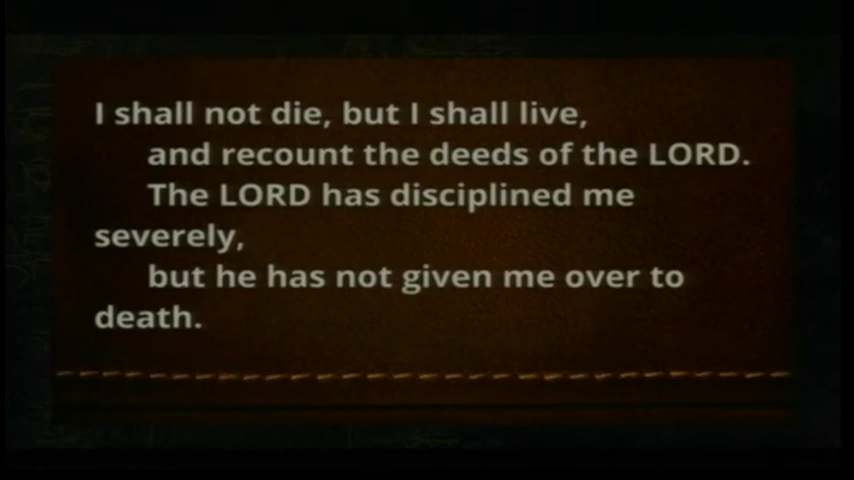 I shall not die, but I shall live,
and recount the deeds of the LORD.
The LORD has disciplined me
severely,
but he has not given me over to
death.